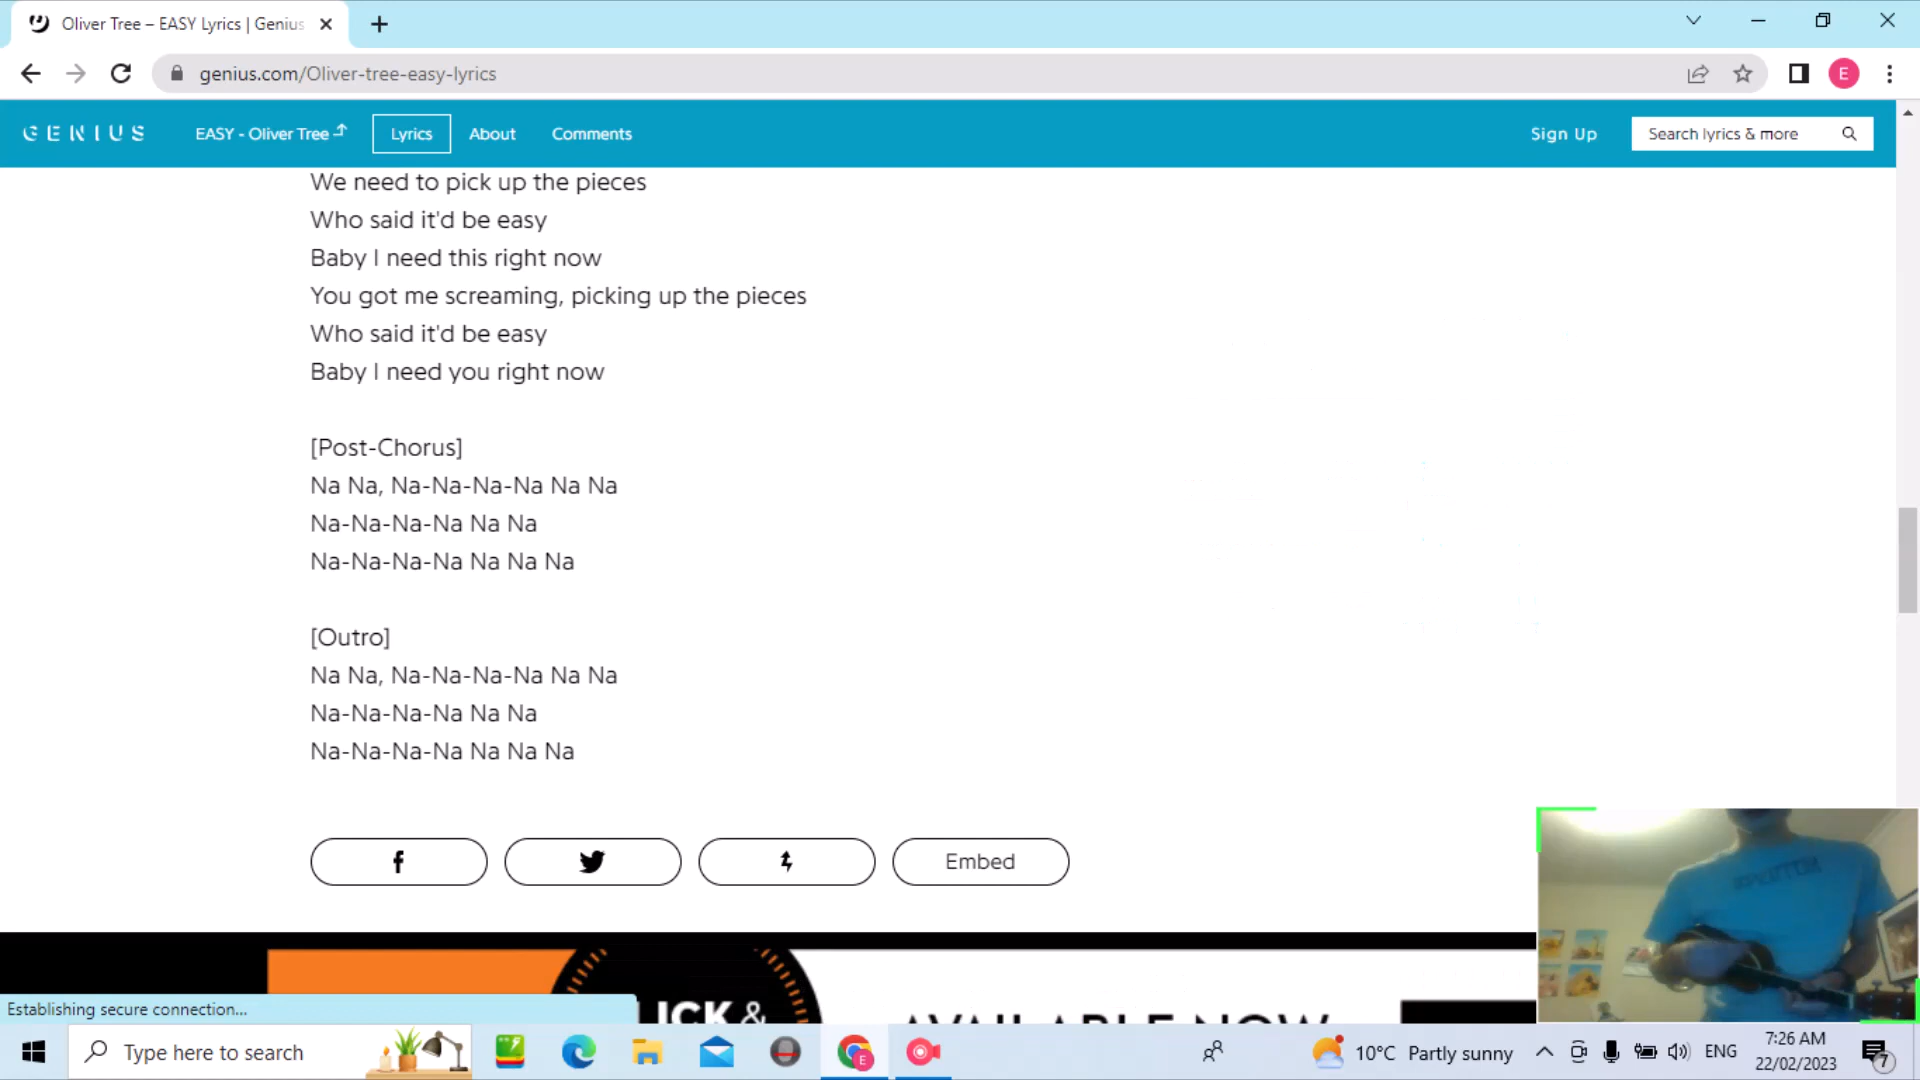 Oliver Tree – EASY Lyrics | Genius
genius.com/Oliver-tree-easy-lyrics
E
GENIUS
EASY - Oliver Tree
Lyrics
About
Comments
Sign Up
Search lyrics & more
We need to pick up the pieces
Who said it'd be easy
Baby I need this right now
You got me screaming, picking up the pieces
Who said it'd be easy
Baby I need you right now
[Post-Chorus]
Na Na, Na-Na-Na-Na Na Na
Na-Na-Na-Na Na Na
Na-Na-Na-Na Na Na Na
[Outro]
Na Na, Na-Na-Na-Na Na Na
Na-Na-Na-Na Na Na
Na-Na-Na-Na Na Na Na
Embed
Establishing secure connection...
AVAILABLE NOW
Type here to search
E
10°C Partly sunny
ENG
7:26 AM
22/02/2023
7